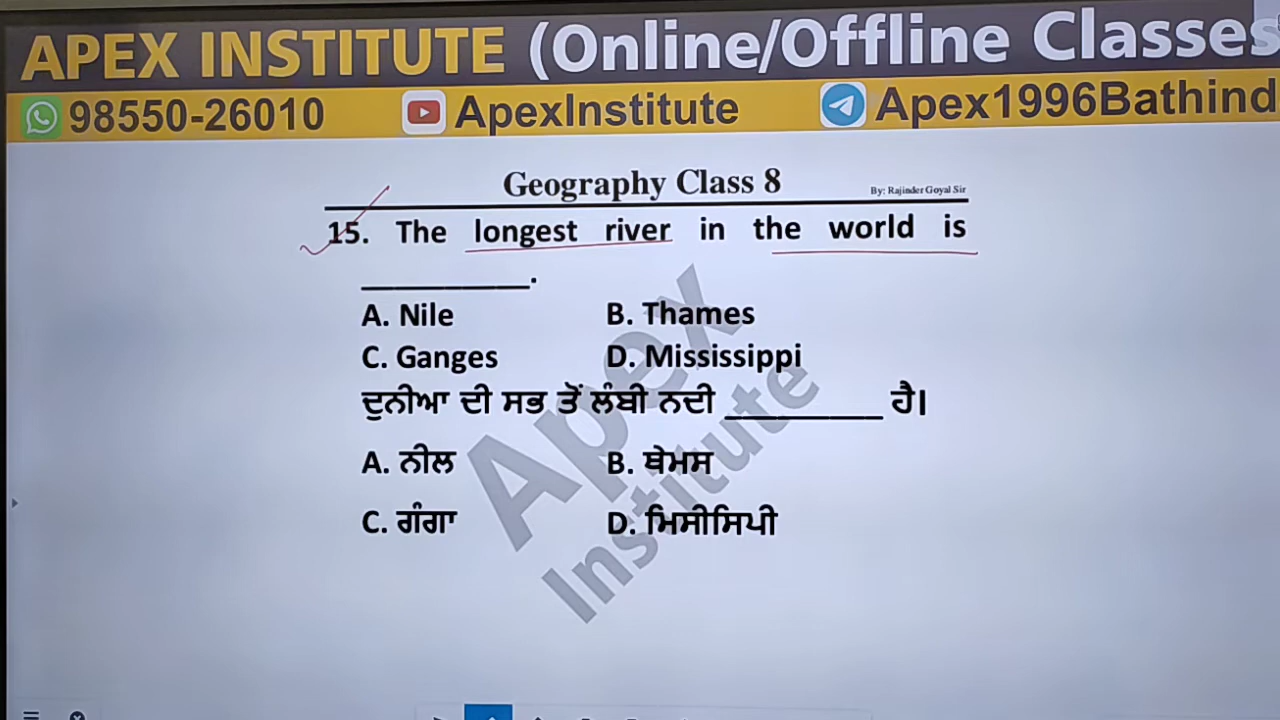 APEX INSTITUTE (Online/Offline Classes
98550-26010 ApexInstitute Apex1996Bathind
Geography Class 8 By: Rajinder Goyal Sir
15. The longest river in the world is
__________.
A. Nile B. Thames
C. Ganges D. Mississippi
ਦੁਨੀਆ ਦੀ ਸਭ ਤੋਂ ਲੰਬੀ ਨਦੀ __________ ਹੈ।
A. ਨੀਲ B. ਥੇਮਸ
C. ਗੰਗਾ D. ਮਿਸੀਸਿਪੀ
Apex
Institute